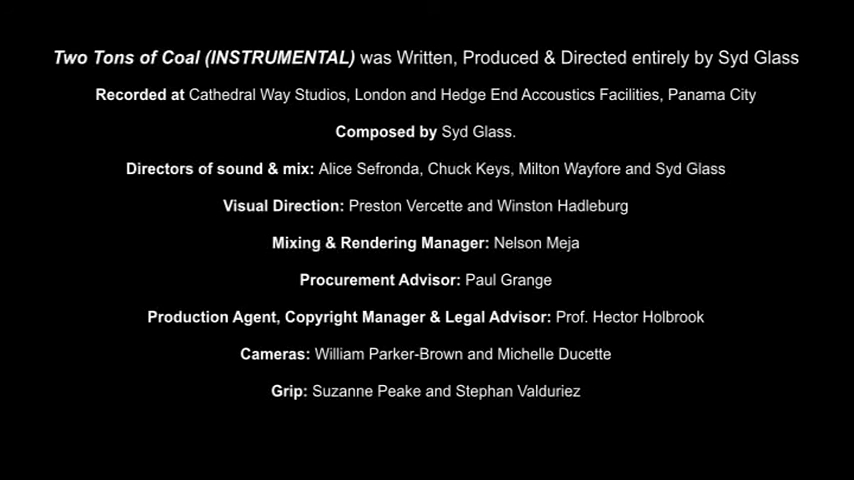 Two Tons of Coal (INSTRUMENTAL) was Written, Produced & Directed entirely by Syd Glass
Recorded at Cathedral Way Studios, London and Hedge End Accoustics Facilities, Panama City
Composed by Syd Glass.
Directors of sound & mix: Alice Sefronda, Chuck Keys, Milton Wayfore and Syd Glass
Visual Direction: Preston Vercette and Winston Hadleburg
Mixing & Rendering Manager: Nelson Meja
Procurement Advisor: Paul Grange
Production Agent, Copyright Manager & Legal Advisor: Prof. Hector Holbrook
Cameras: William Parker-Brown and Michelle Ducette
Grip: Suzanne Peake and Stephan Valduriez